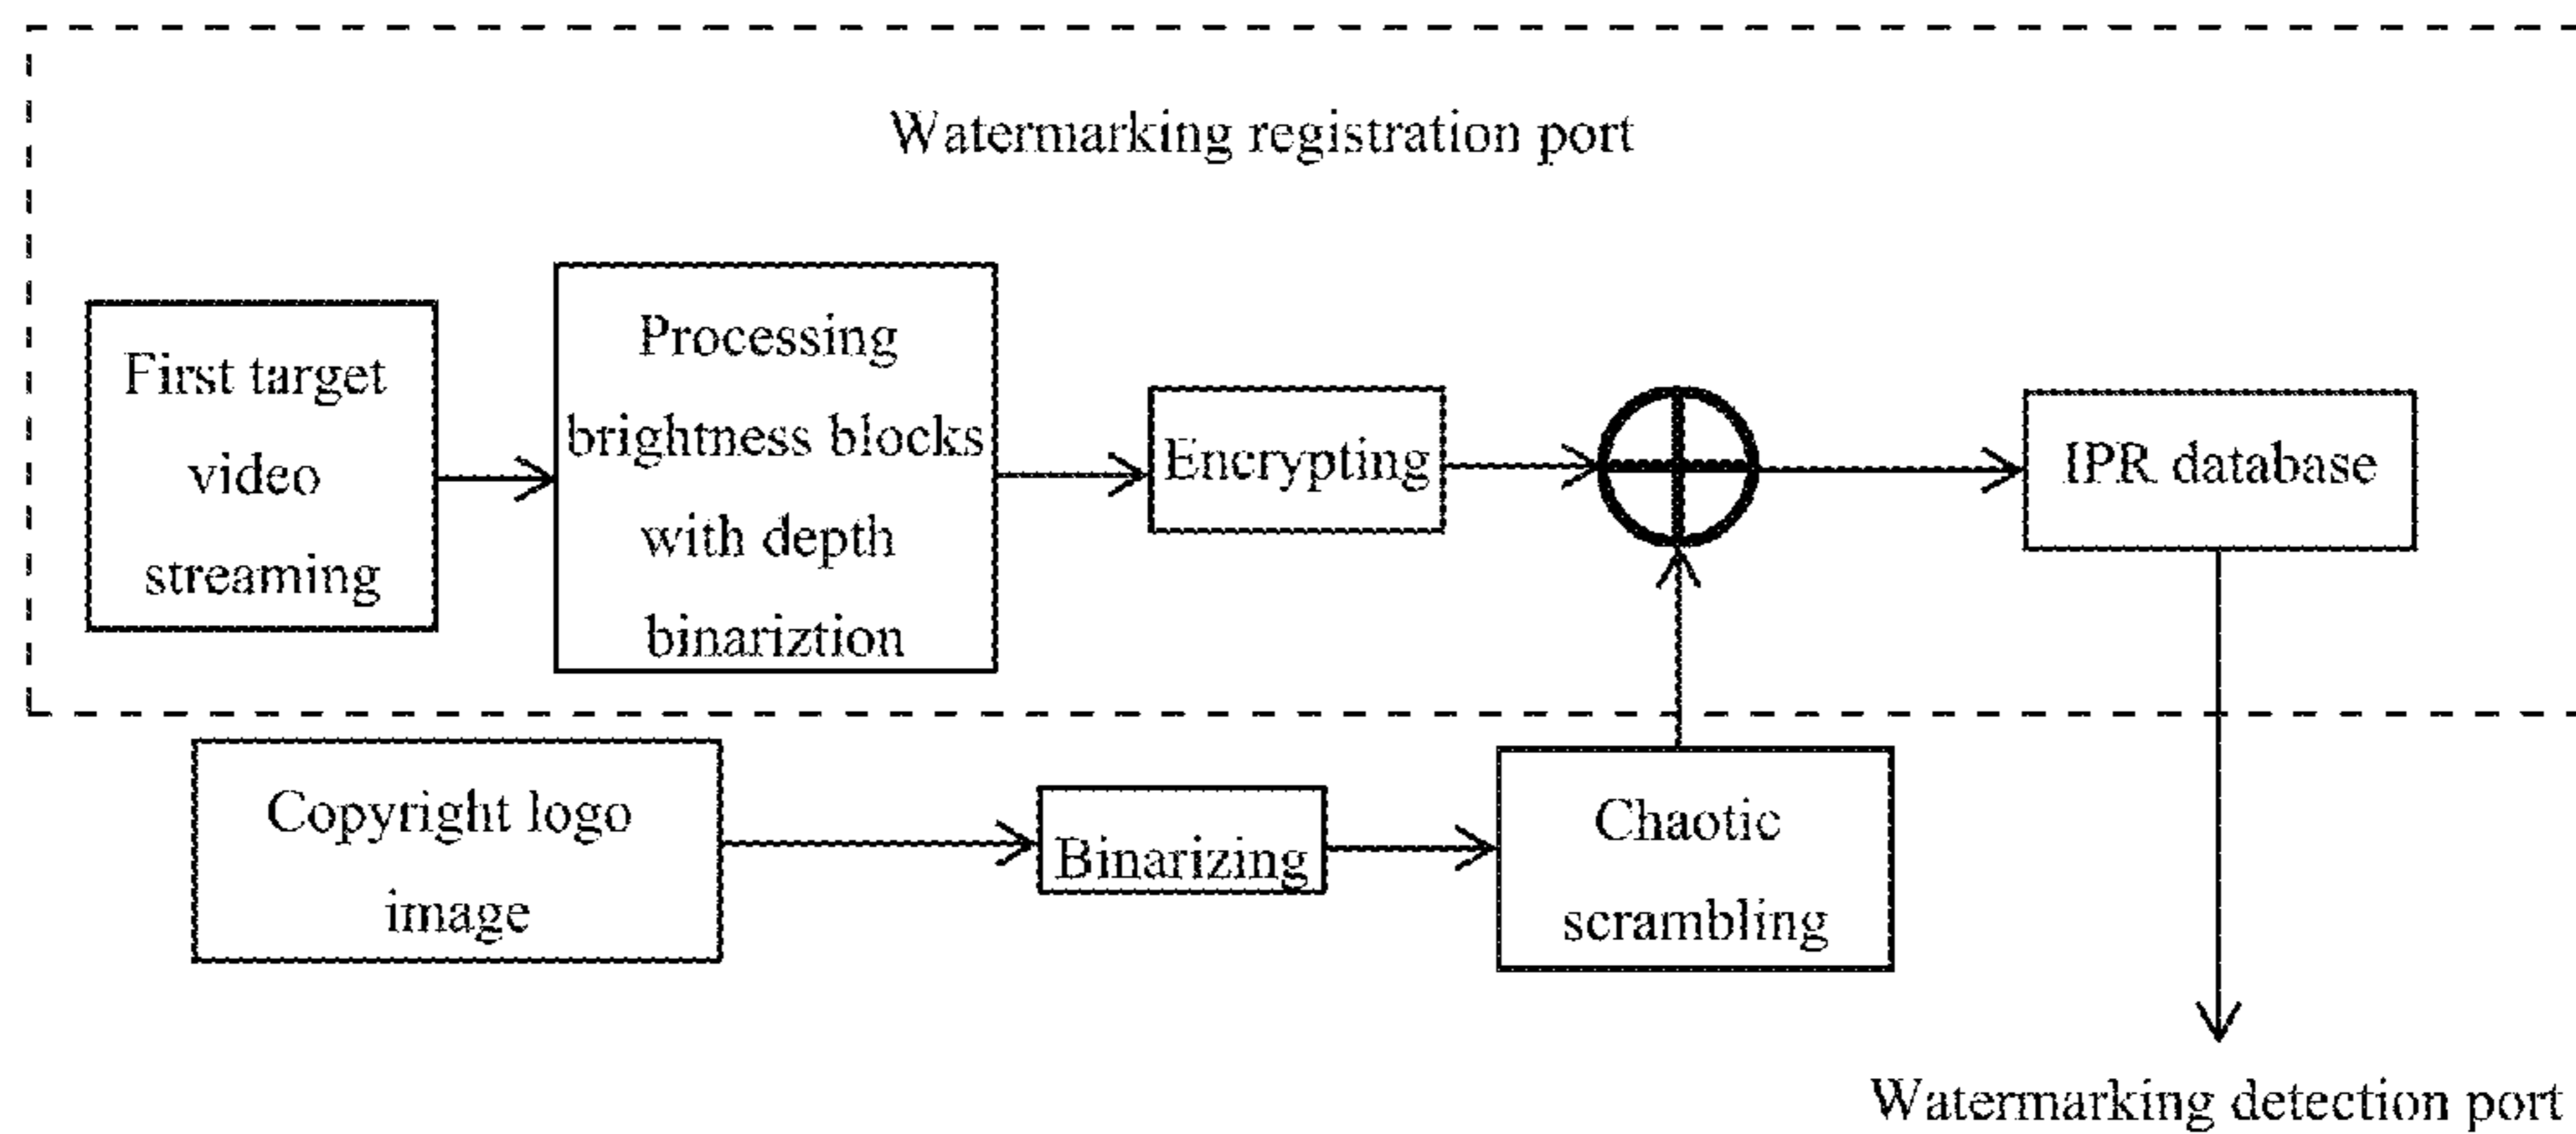 Watermarking registration port
First target
video
streaming
Processing
brightness blocks
with depth
binariztion
Encrypting
IPR database
Copyright logo
image
Binarizing
Chaotic
scrambling
Watermarking detection port